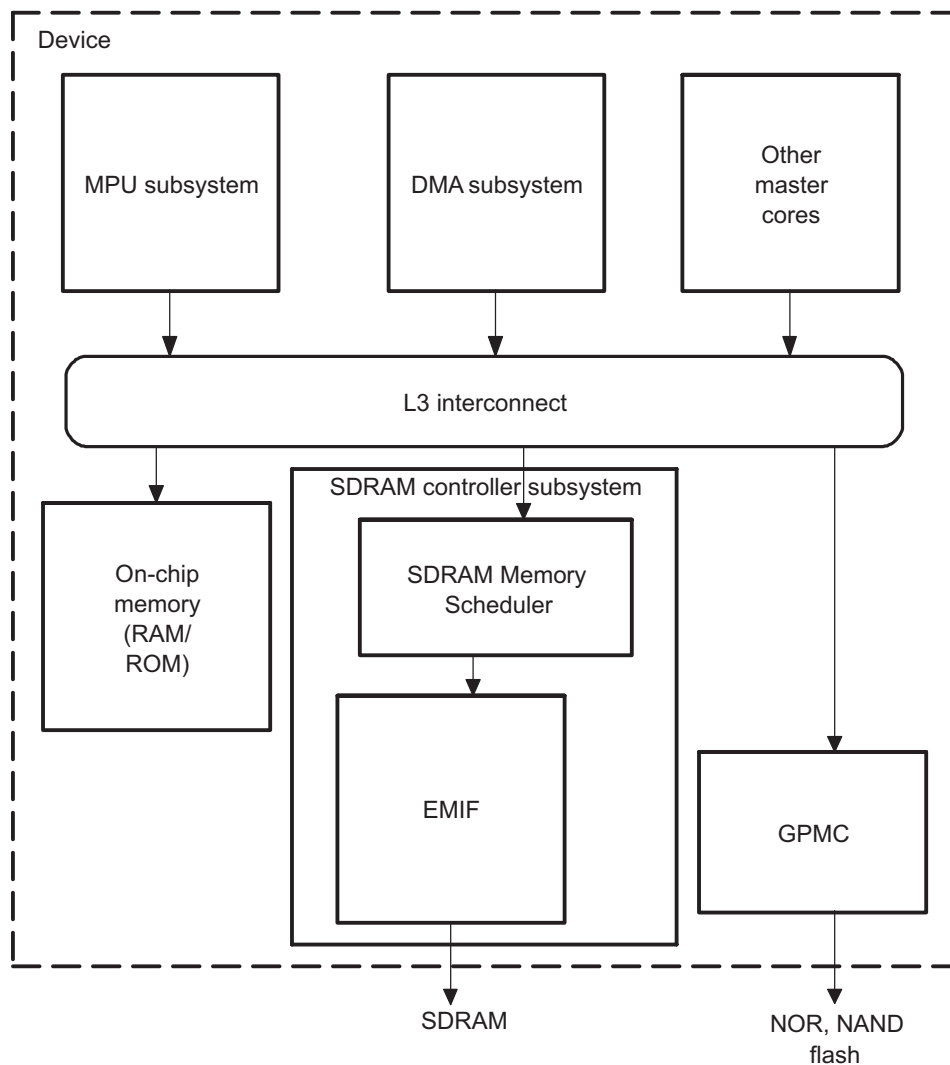 Device
MPU subsystem
DMA subsystem
Other
master
cores
L3 interconnect
SDRAM controller subsystem
On-chip
memory
(RAM/
ROM)
SDRAM Memory
Scheduler
EMIF
GPMC
SDRAM
NOR, NAND
flash